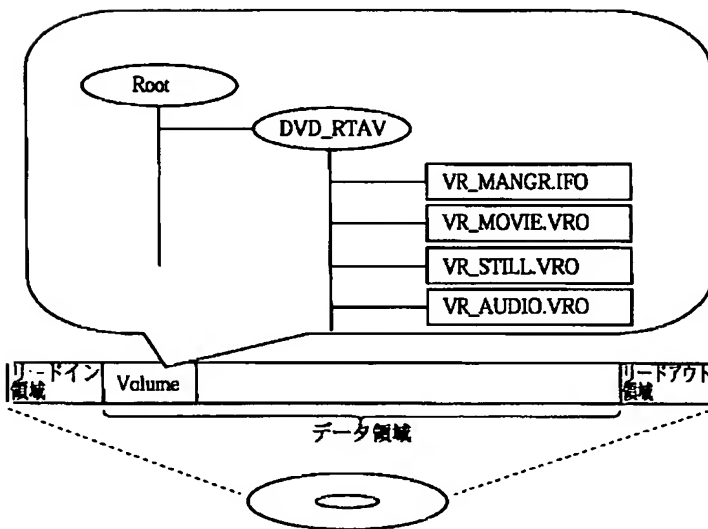 Root
DVD_RTAV
VR_MANGR.IFO
VR_MOVIE.VRO
VR_STILL.VRO
VR_AUDIO.VRO
リードイン
領域
Volume
リードアウト
領域
データ領域